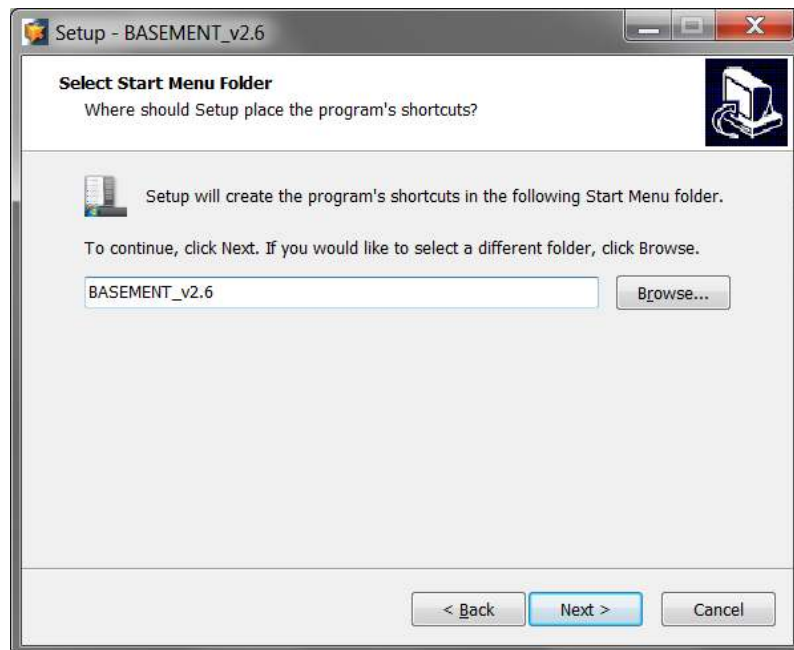 Setup - BASEMENT_v2.6
Select Start Menu Folder
Where should Setup place the program's shortcuts?
Setup will create the program's shortcuts in the following Start Menu folder.
To continue, click Next. If you would like to select a different folder, click Browse.
BASEMENT_v2.6
Browse...
< Back
Next >
Cancel